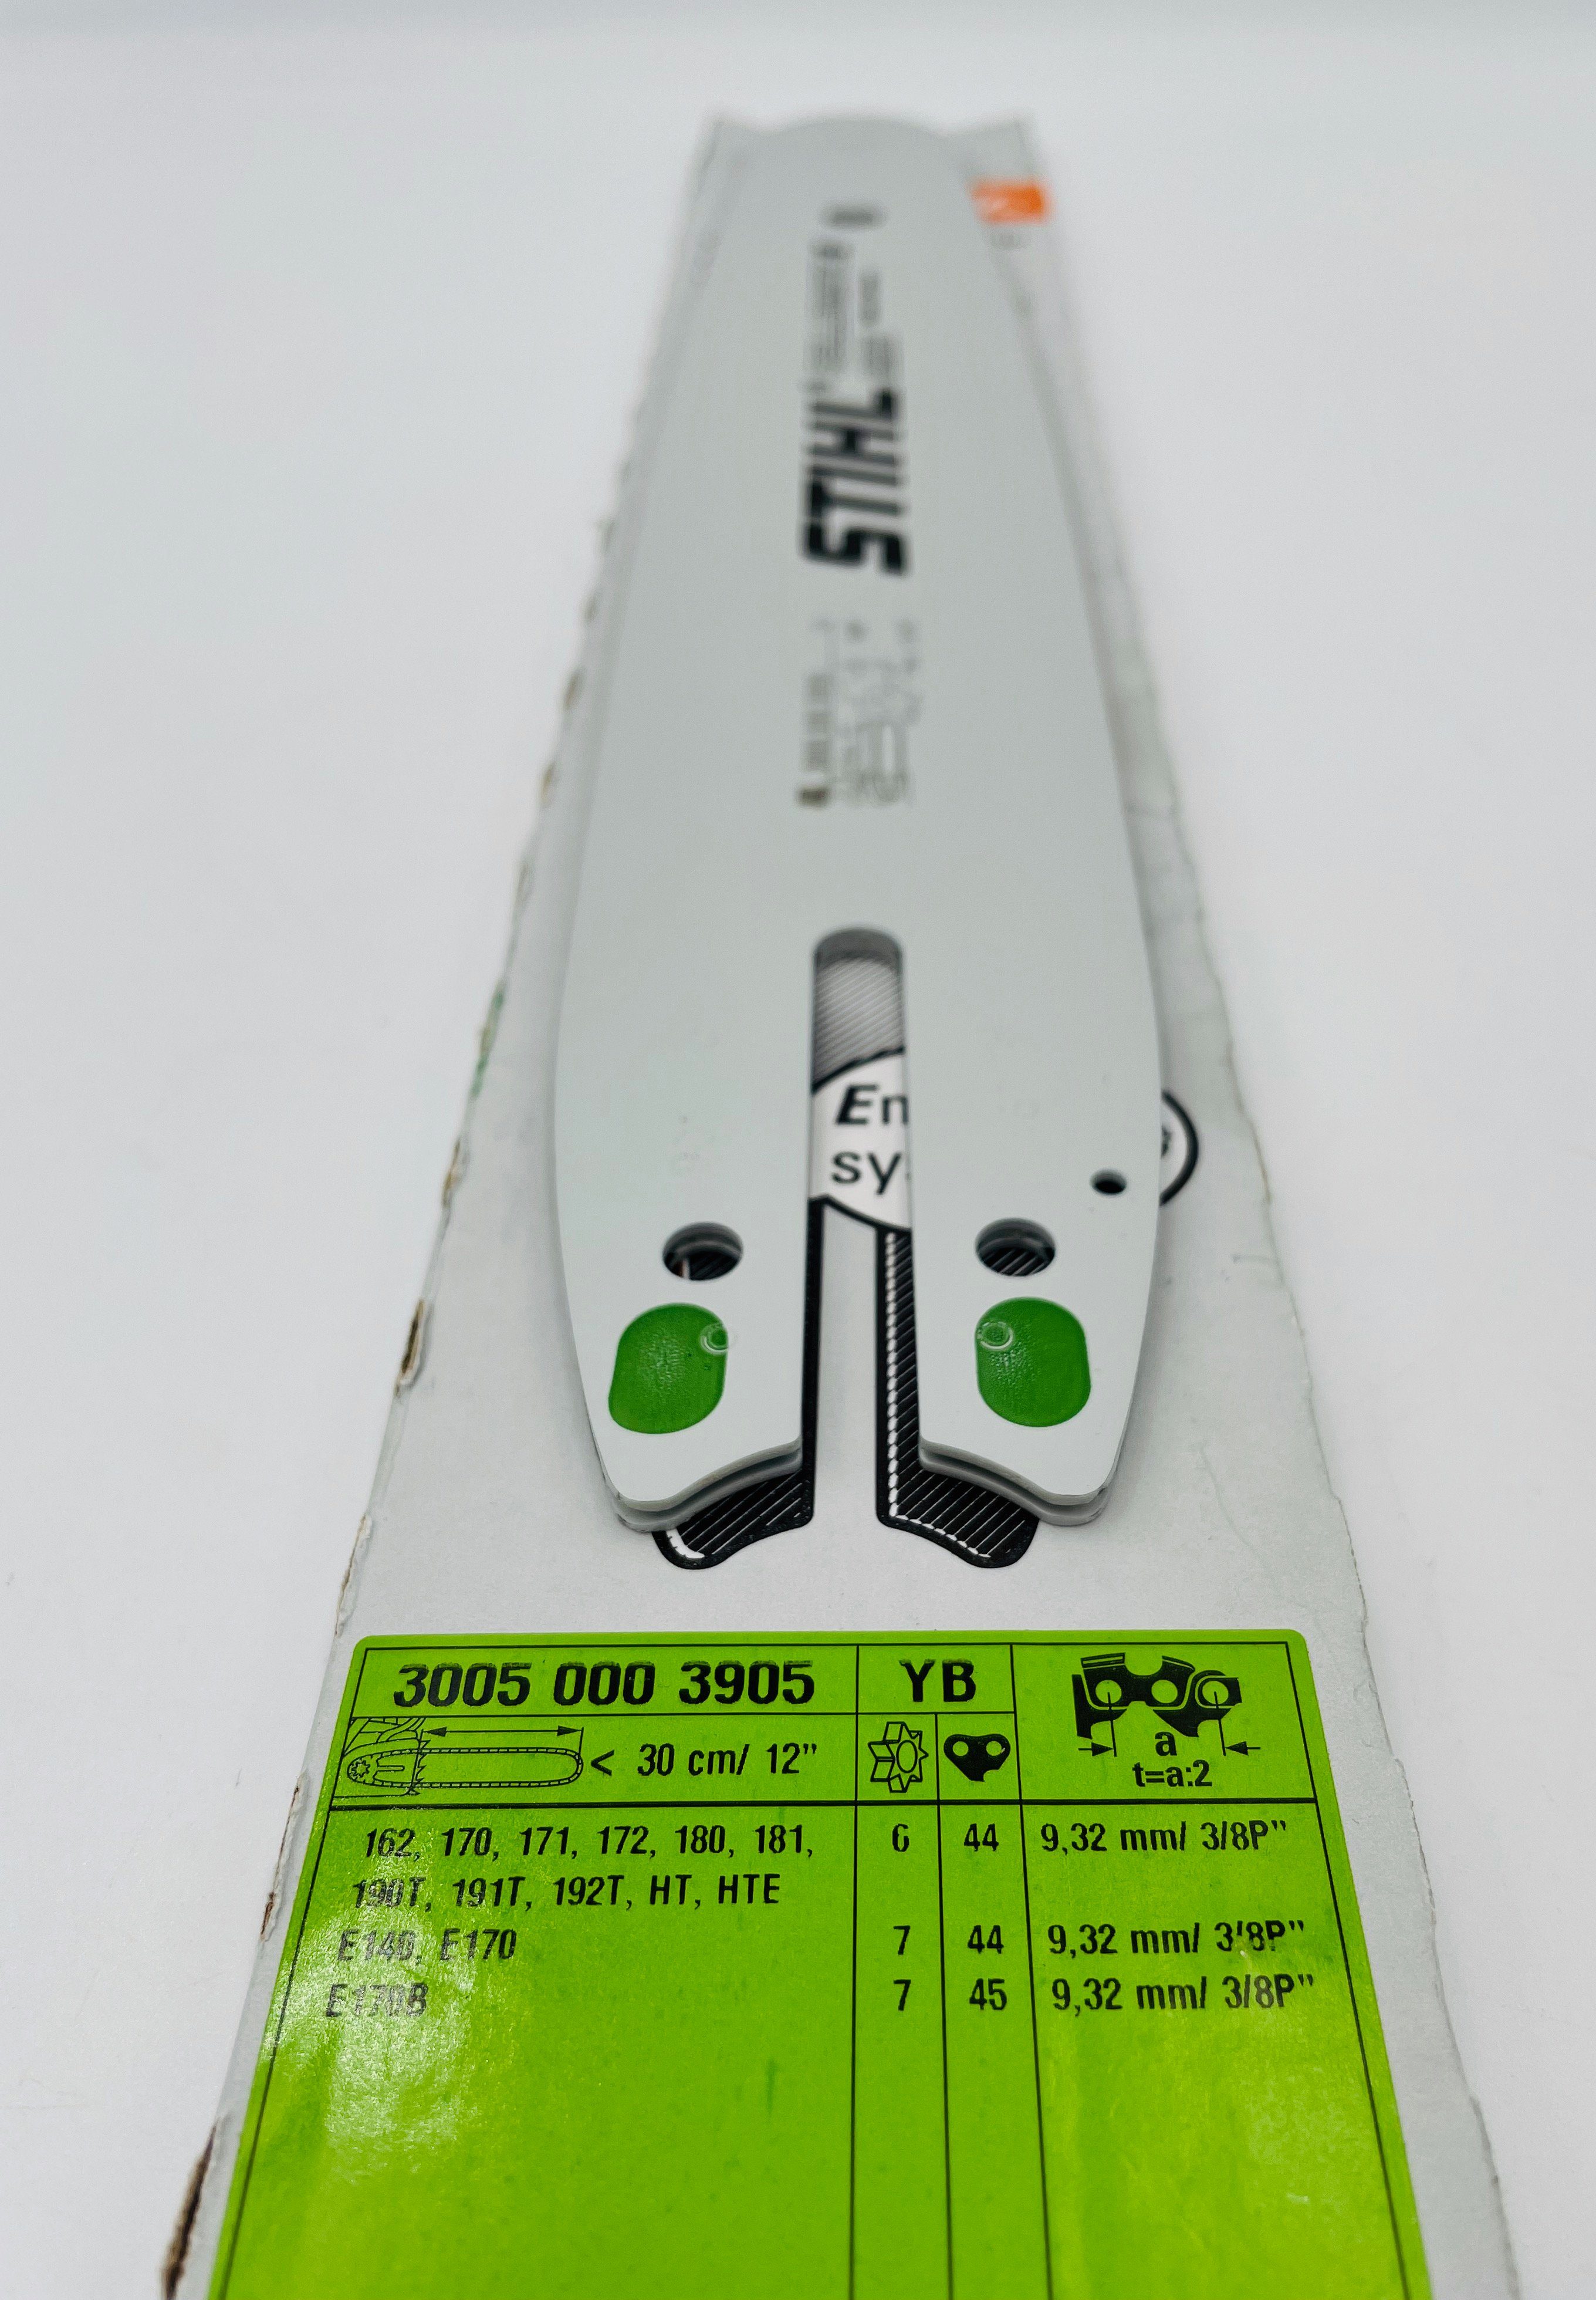 STIHL
En
sy
3005 000 3905 YB
< 30 cm/ 12"
a
t=a:2
162, 170, 171, 172, 180, 181, 6 44 9,32 mm/ 3/8P"
190T, 191T, 192T, HT, HTE
E140, E170 7 44 9,32 mm/ 3/8P"
E170B 7 45 9,32 mm/ 3/8P"